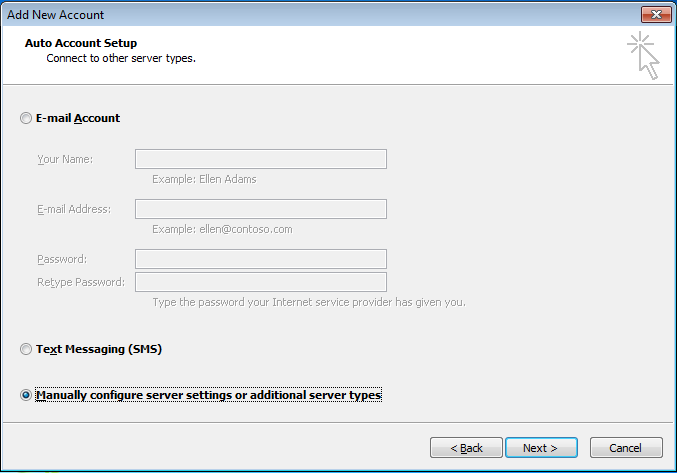 Add New Account
Auto Account Setup
Connect to other server types.
E-mail Account
Your Name:
Example: Ellen Adams
E-mail Address:
Example: ellen@contoso.com
Password:
Retype Password:
Type the password your Internet service provider has given you.
Text Messaging (SMS)
Manually configure server settings or additional server types
< Back Next > Cancel